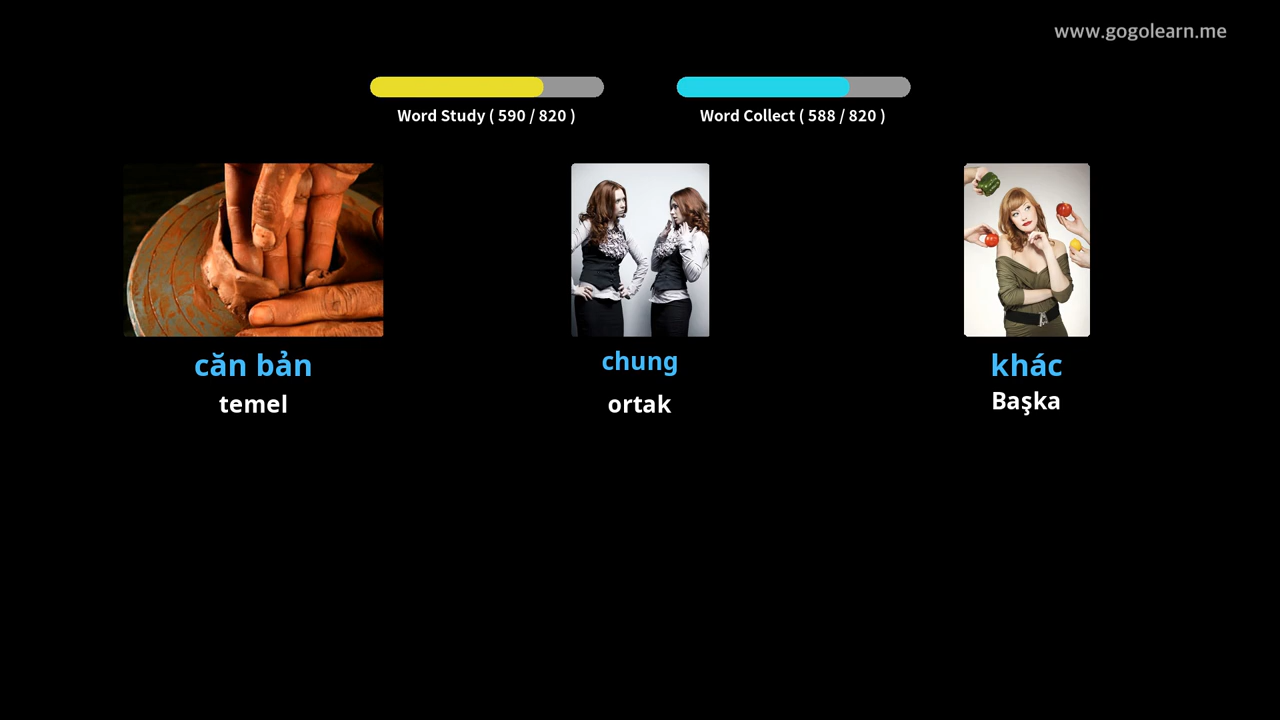 www.gogolearn.me
Word Study ( 590 / 820 )
Word Collect ( 588 / 820 )
căn bản
temel
chung
ortak
khác
Başka